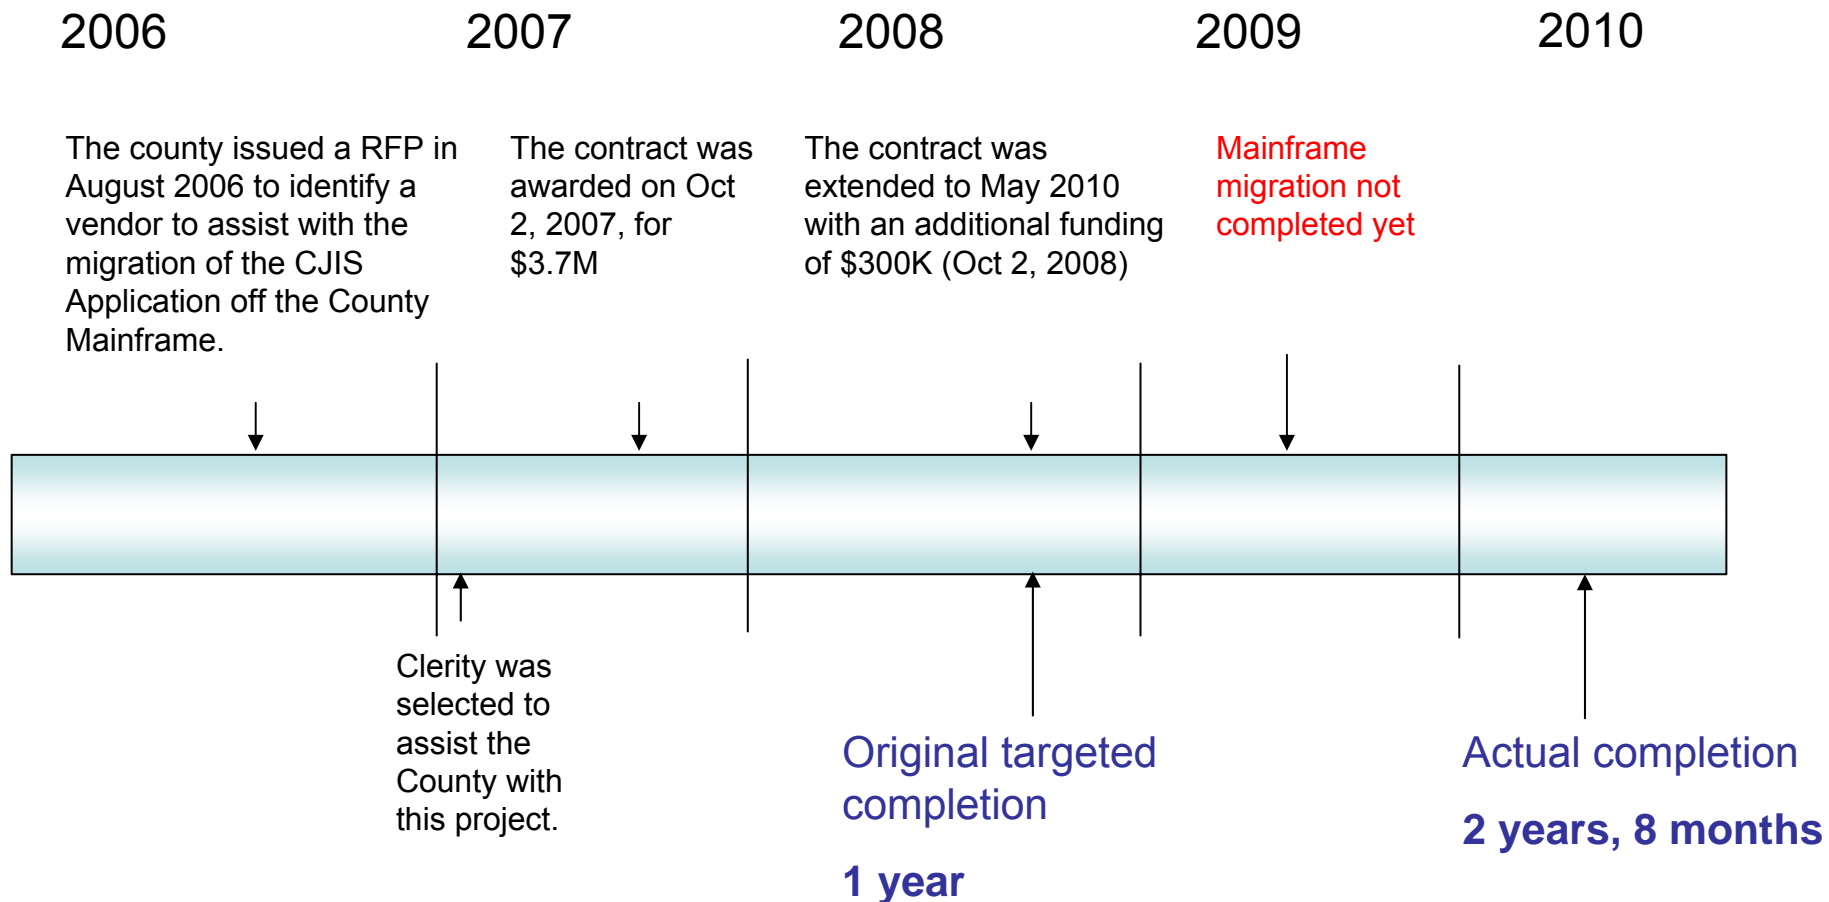 2006
2007
2008
2009
2010
The county issued a RFP in
August 2006 to identify a
vendor to assist with the
migration of the CJIS
Application off the County
Mainframe.
The contract was
awarded on Oct
2, 2007, for
$3.7M
The contract was
extended to May 2010
with an additional funding
of $300K (Oct 2, 2008)
Mainframe
migration not
completed yet
Clerity was
selected to
assist the
County with
this project.
Original targeted
completion
1 year
Actual completion
2 years, 8 months